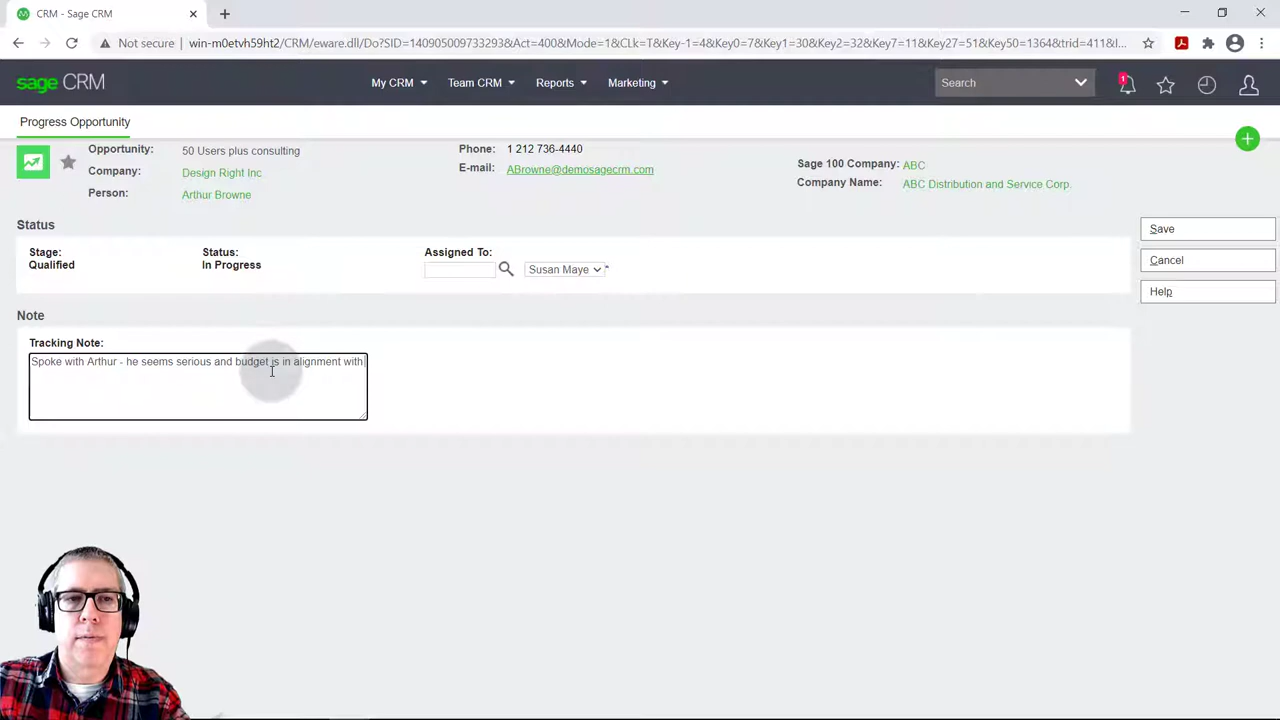 CRM - Sage CRM
Not secure win-m0etvh59ht2/CRM/eware.dll/Do?SID=140905009733293&Act=400&Mode=1&CLk=T&Key-1=4&Key0=7&Key1=30&Key2=32&Key7=11&Key27=51&Key50=1364&trid=411&I...
sage CRM My CRM Team CRM Reports Marketing Search 1
Progress Opportunity
Opportunity: 50 Users plus consulting
Company: Design Right Inc
Person: Arthur Browne
Phone: 1 212 736-4440
E-mail: ABrowne@demosagecrm.com
Sage 100 Company: ABC
Company Name: ABC Distribution and Service Corp.
Status
Stage: Status: Assigned To:
Qualified In Progress Susan Maye *
Note
Tracking Note:
Spoke with Arthur - he seems serious and budget is in alignment with
Save
Cancel
Help